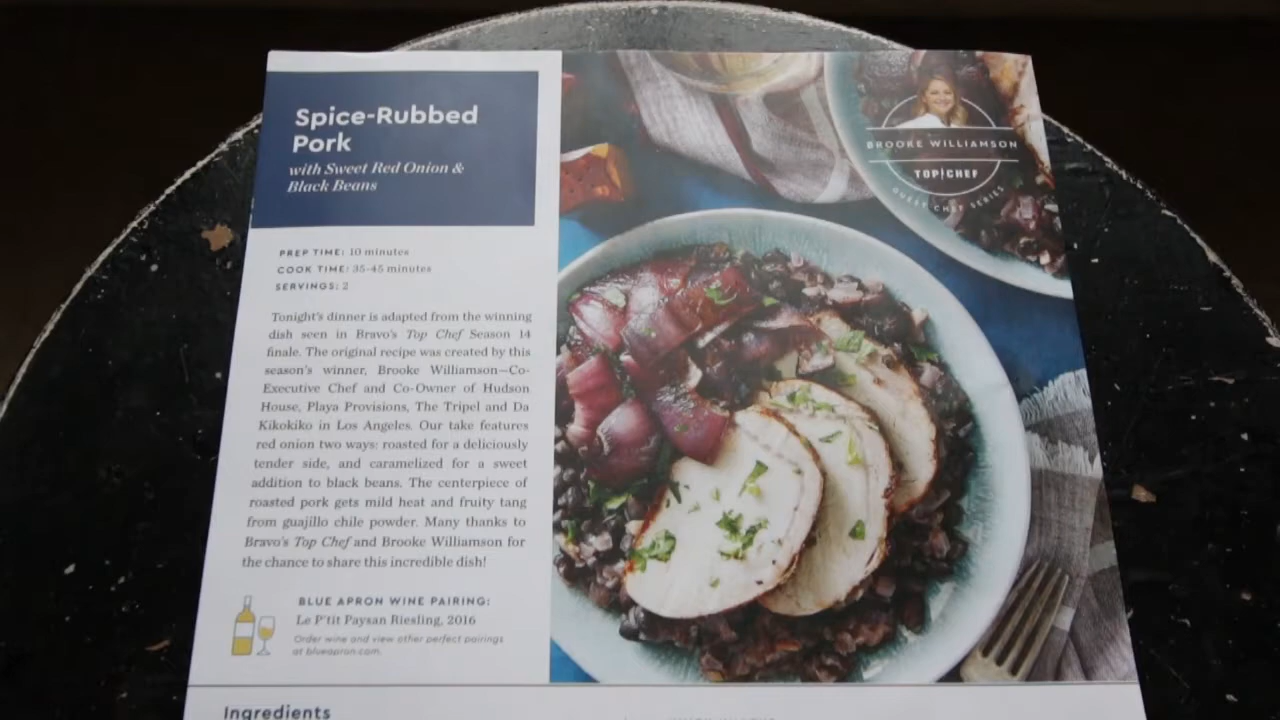 Spice-Rubbed
Pork
with Sweet Red Onion &
Black Beans
PREP TIME: 10 minutes
COOK TIME: 35-45 minutes
SERVINGS: 2
Tonight's dinner is adapted from the winning
dish seen in Bravo's Top Chef Season 14
finale. The original recipe was created by this
season's winner, Brooke Williamson—Co-
Executive Chef and Co-Owner of Hudson
House, Playa Provisions, The Tripel and Da
Kikokiko in Los Angeles. Our take features
red onion two ways: roasted for a deliciously
tender side, and caramelized for a sweet
addition to black beans. The centerpiece of
roasted pork gets mild heat and fruity tang
from guajillo chile powder. Many thanks to
Bravo's Top Chef and Brooke Williamson for
the chance to share this incredible dish!
BLUE APRON WINE PAIRING:
Le P'tit Paysan Riesling, 2016
Order wine and view other perfect pairings
at blueapron.com.
BROOKE WILLIAMSON
TOP CHEF
GUEST CHEF SERIES
Ingredients